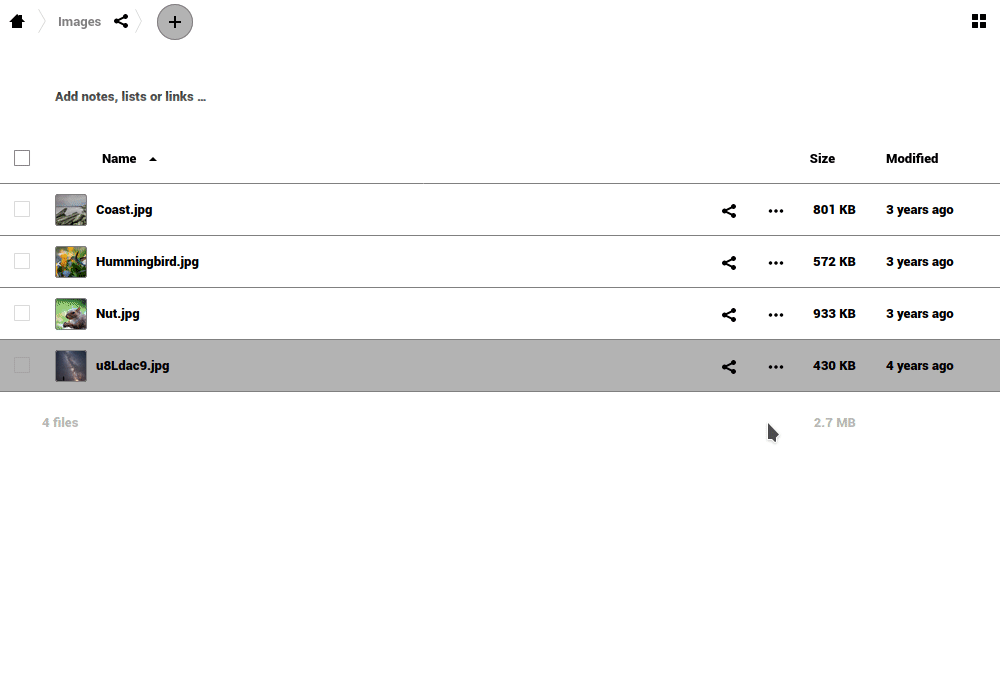 Images
Add notes, lists or links ...
Name Size Modified
Coast.jpg 801 KB 3 years ago
Hummingbird.jpg 572 KB 3 years ago
Nut.jpg 933 KB 3 years ago
u8Ldac9.jpg 430 KB 4 years ago
4 files 2.7 MB